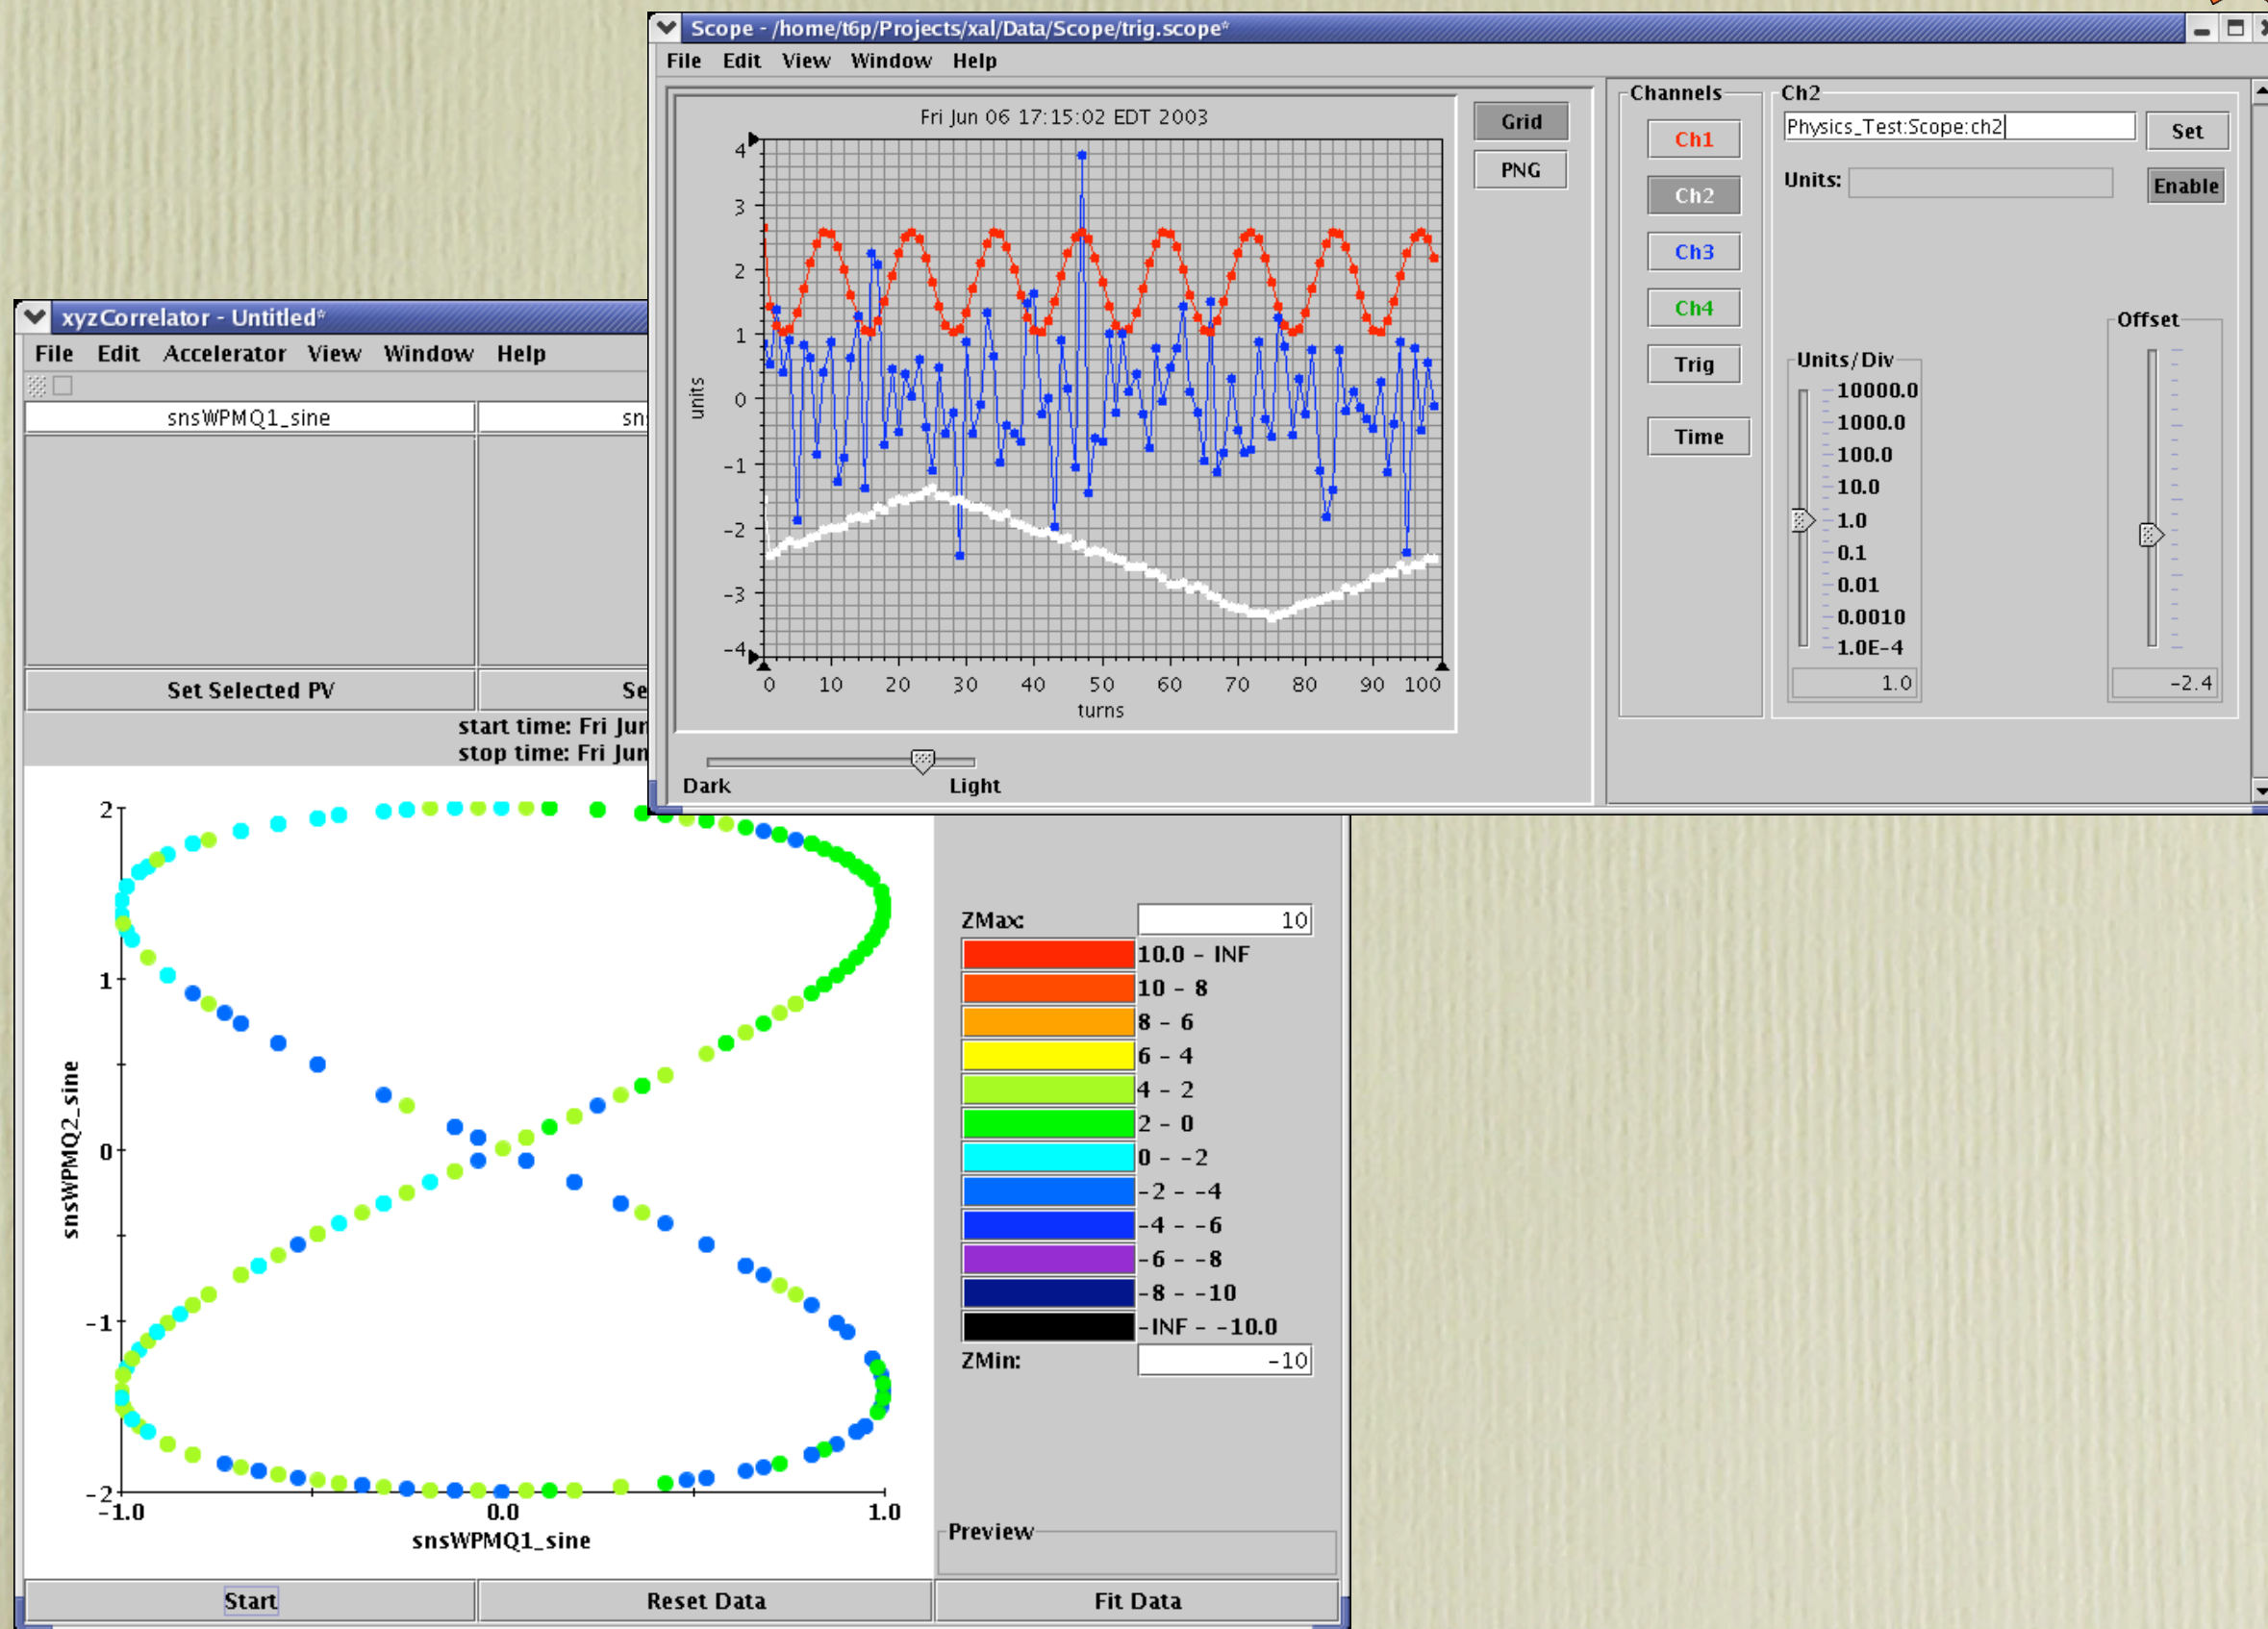 Scope - /home/t6p/Projects/xal/Data/Scope/trig.scope*
File Edit View Window Help
Fri Jun 06 17:15:02 EDT 2003
4
3
2
1
0
-1
-2
-3
-4
units
0 10 20 30 40 50 60 70 80 90 100
turns
Dark Light
Grid
PNG
Channels
Ch1
Ch2
Ch3
Ch4
Trig
Time
Ch2
Physics_Test:Scope:ch2 Set
Units: Enable
Units/Div
10000.0
1000.0
100.0
10.0
1.0
0.1
0.01
0.0010
1.0E-4
1.0
Offset
-2.4
xyzCorrelator - Untitled*
File Edit Accelerator View Window Help
snsWPMQ1_sine
Set Selected PV
start time: Fri Jun
stop time: Fri Jun
2
1
0
-1
-2
snsWPMQ2_sine
-1.0 0.0 1.0
snsWPMQ1_sine
ZMax: 10
10.0 - INF
10 - 8
8 - 6
6 - 4
4 - 2
2 - 0
0 - -2
-2 - -4
-4 - -6
-6 - -8
-8 - -10
-INF - -10.0
ZMin: -10
Preview
Start Reset Data Fit Data